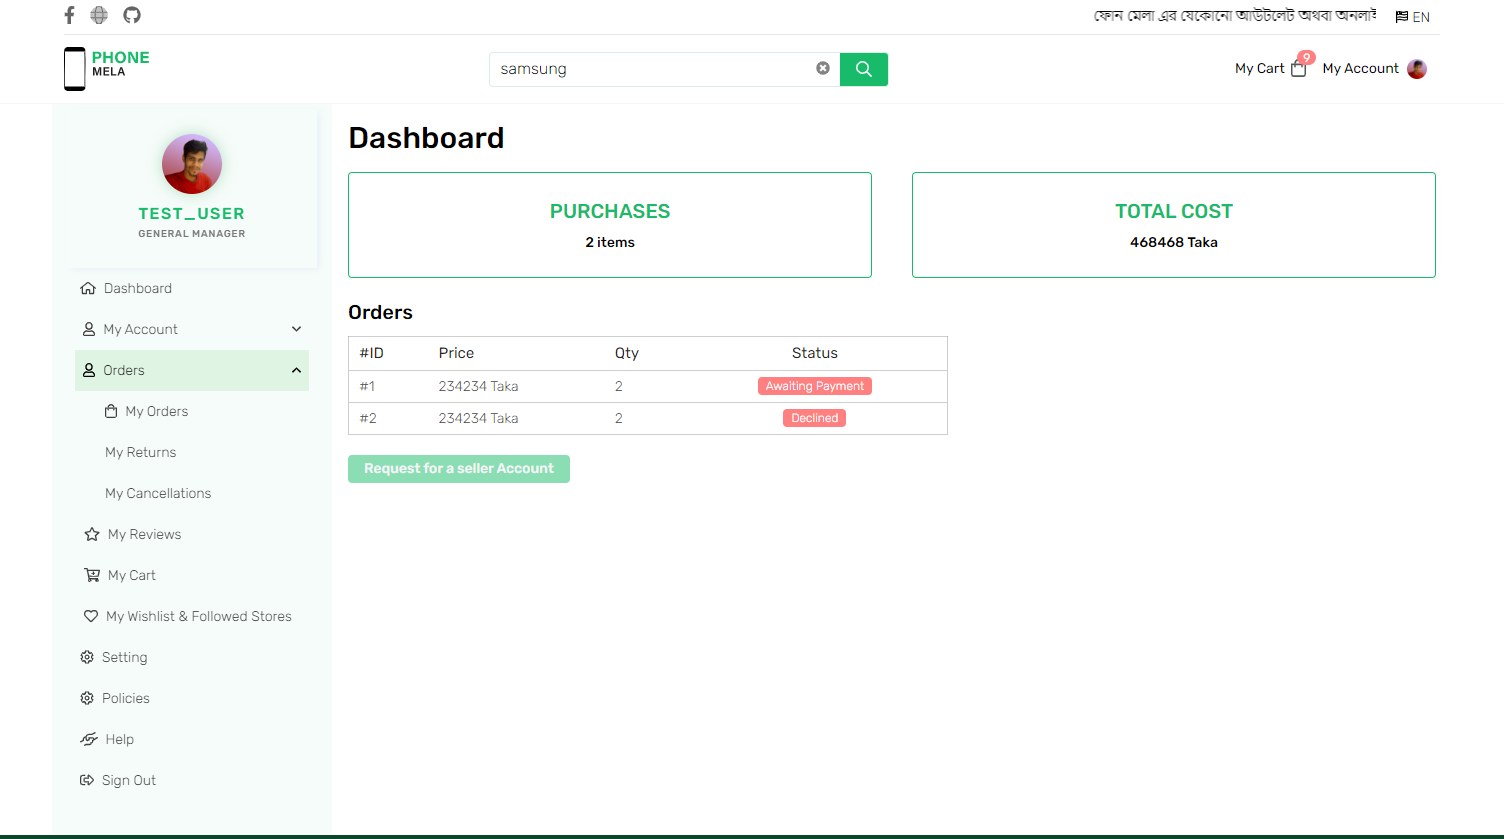 ফোন মেলা এর যেকোনো আউটলেট অথবা
EN
PHONE
MELA
samsung
My Cart 9 My Account
TEST_USER
GENERAL MANAGER
Dashboard
My Account
Orders
My Orders
My Returns
My Cancellations
My Reviews
My Cart
My Wishlist & Followed Stores
Setting
Policies
Help
Sign Out
Dashboard
PURCHASES
2 items
TOTAL COST
468468 Taka
Orders
#ID Price Qty Status
#1 234234 Taka 2 Awaiting Payment
#2 234234 Taka 2 Declined
Request for a seller Account